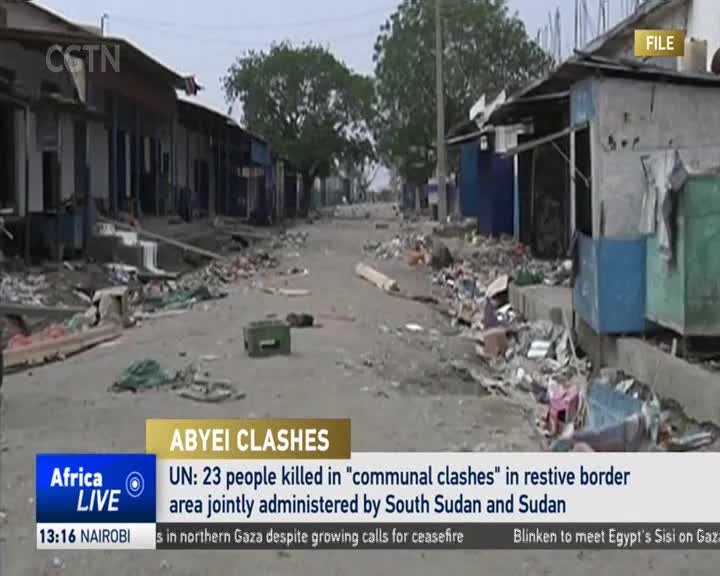 CGTN
FILE
ABYEI CLASHES
UN: 23 people killed in "communal clashes" in restive border
area jointly administered by South Sudan and Sudan
Africa
LIVE
13:16 NAIROBI
s in northern Gaza despite growing calls for ceasefire Blinken to meet Egypt's Sisi on Gaza